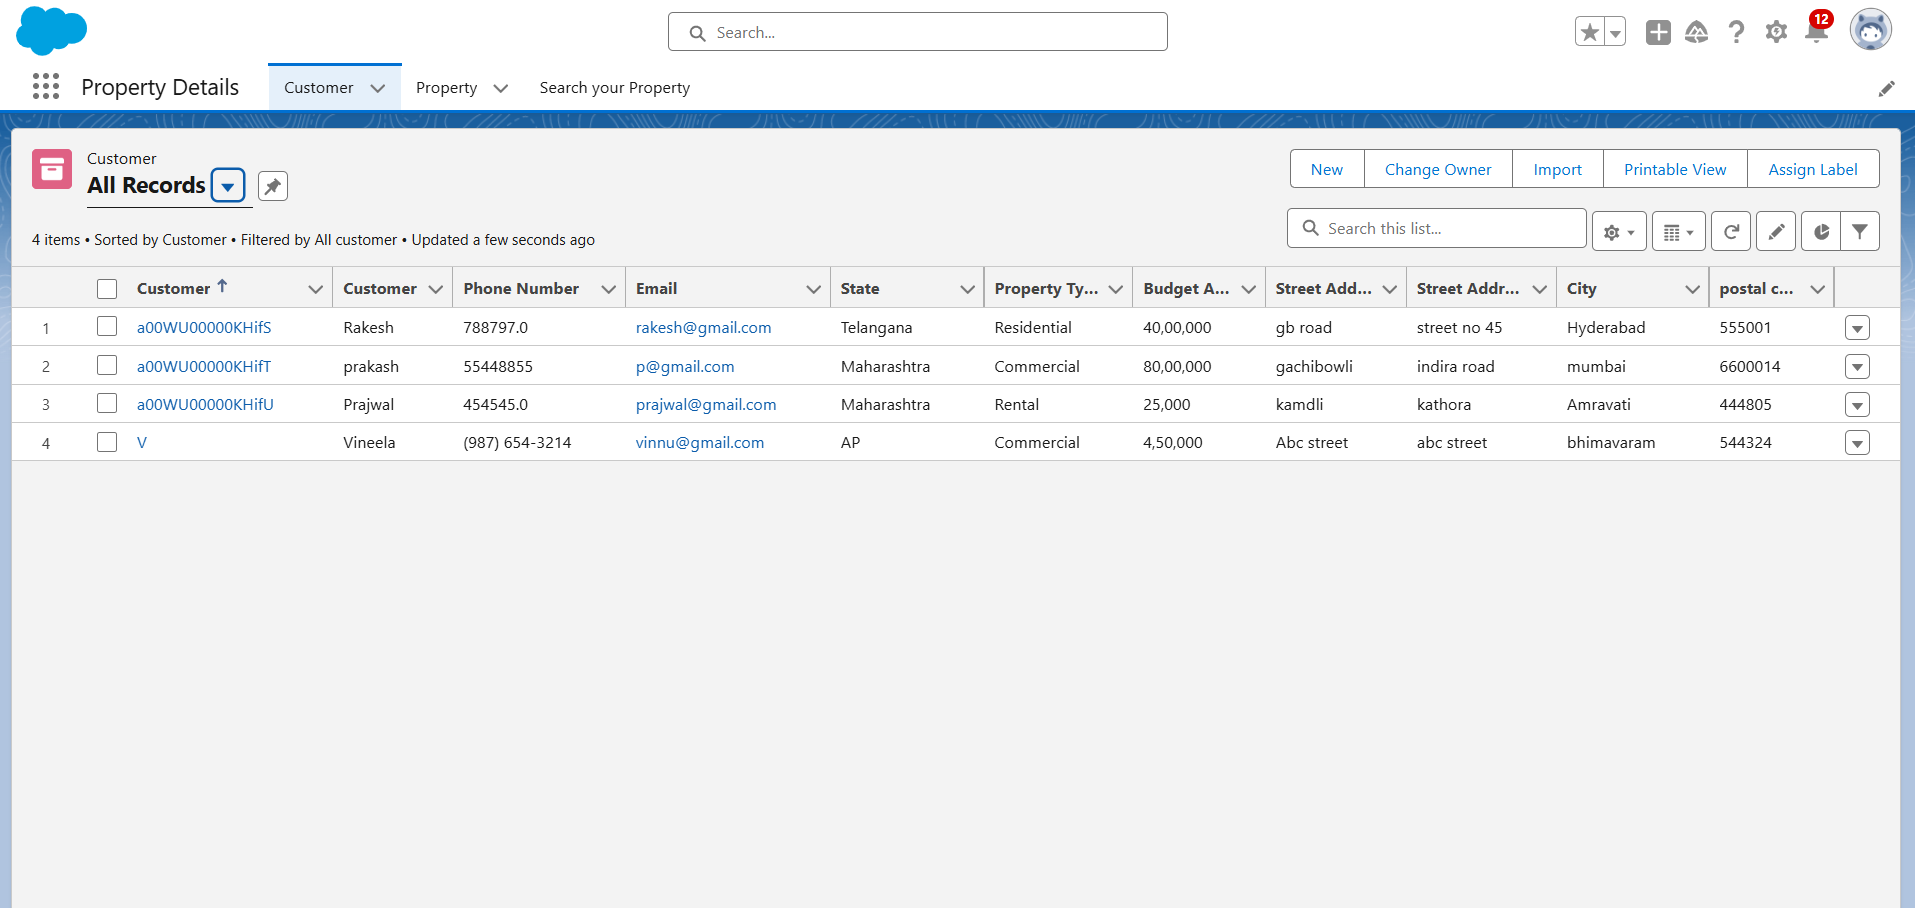 Search...
12
Property Details
Customer
Property
Search your Property
Customer
All Records
New
Change Owner
Import
Printable View
Assign Label
4 items • Sorted by Customer • Filtered by All customer • Updated a few seconds ago
Search this list...
Customer Customer Phone Number Email State Property Ty... Budget A... Street Add... Street Addr... City postal c...
1 a00WU00000KHifS Rakesh 788797.0 rakesh@gmail.com Telangana Residential 40,00,000 gb road street no 45 Hyderabad 555001
2 a00WU00000KHifT prakash 55448855 p@gmail.com Maharashtra Commercial 80,00,000 gachibowli indira road mumbai 6600014
3 a00WU00000KHifU Prajwal 454545.0 prajwal@gmail.com Maharashtra Rental 25,000 kamdli kathora Amravati 444805
4 V Vineela (987) 654-3214 vinnu@gmail.com AP Commercial 4,50,000 Abc street abc street bhimavaram 544324